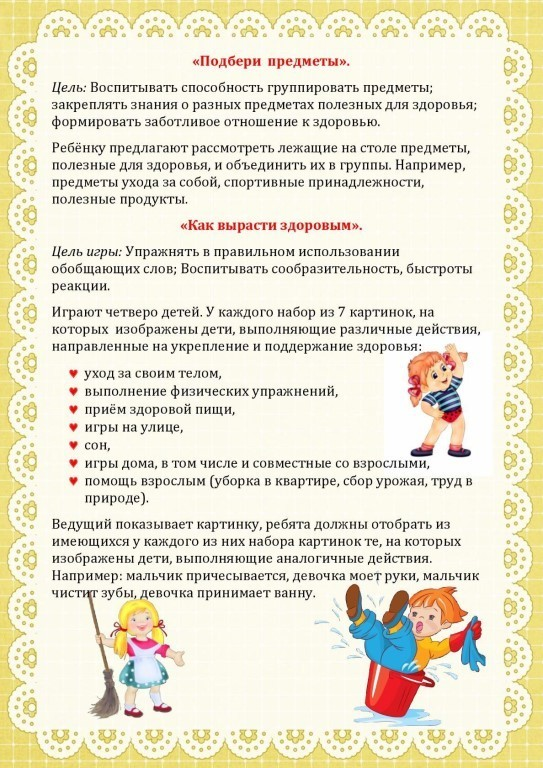 «Подбери предметы».
Цель: Воспитывать способность группировать предметы;
закреплять знания о разных предметах полезных для здоровья;
формировать заботливое отношение к здоровью.
Ребёнку предлагают рассмотреть лежащие на столе предметы,
полезные для здоровья, и объединить их в группы. Например,
предметы ухода за собой, спортивные принадлежности,
полезные продукты.
«Как вырасти здоровым».
Цель игры: Упражнять в правильном использовании
обобщающих слов; Воспитывать сообразительность, быстроты
реакции.
Играют четверо детей. У каждого набор из 7 картинок, на
которых изображены дети, выполняющие различные действия,
направленные на укрепление и поддержание здоровья:
♥ уход за своим телом,
♥ выполнение физических упражнений,
♥ приём здоровой пищи,
♥ игры на улице,
♥ сон,
♥ игры дома, в том числе и совместные со взрослыми,
♥ помощь взрослым (уборка в квартире, сбор урожая, труд в
природе).
Ведущий показывает картинку, ребята должны отобрать из
имеющихся у каждого из них набора картинок те, на которых
изображены дети, выполняющие аналогичные действия.
Например: мальчик причесывается, девочка моет руки, мальчик
чистит зубы, девочка принимает ванну.